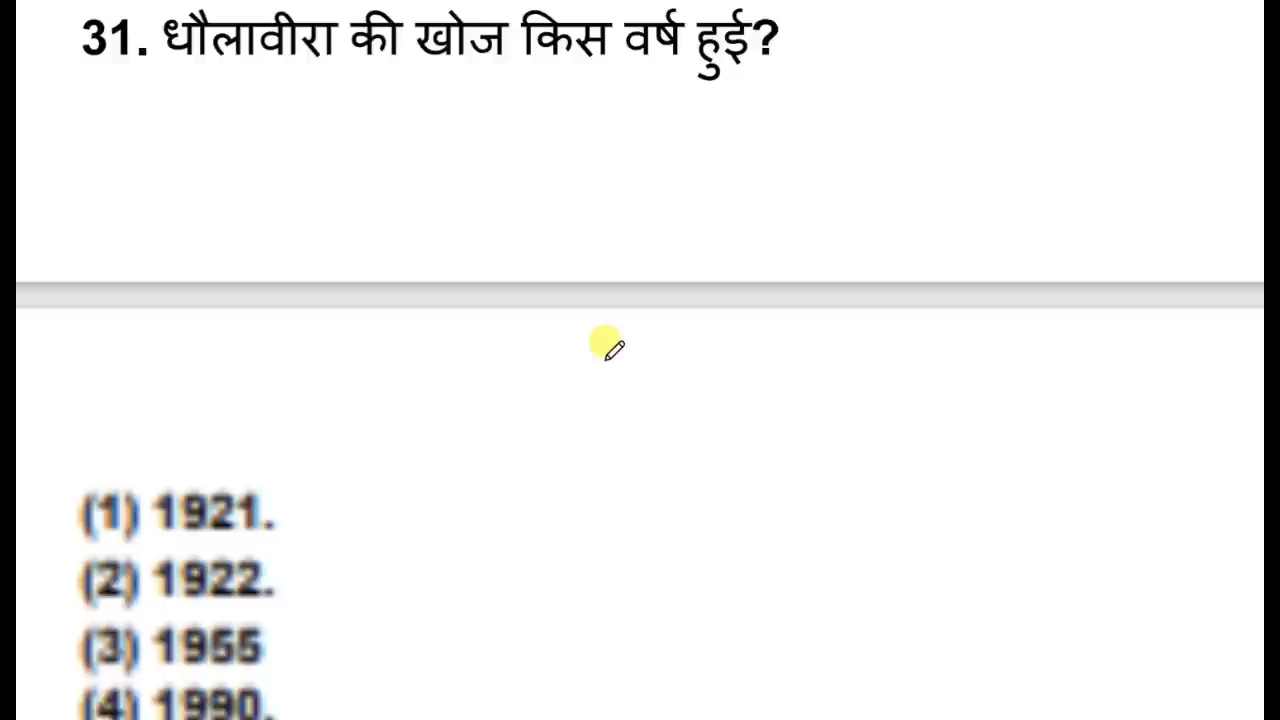 31. धौलावीरा की खोज किस वर्ष हुई?
(1) 1921.
(2) 1922.
(3) 1955
(4) 1990.